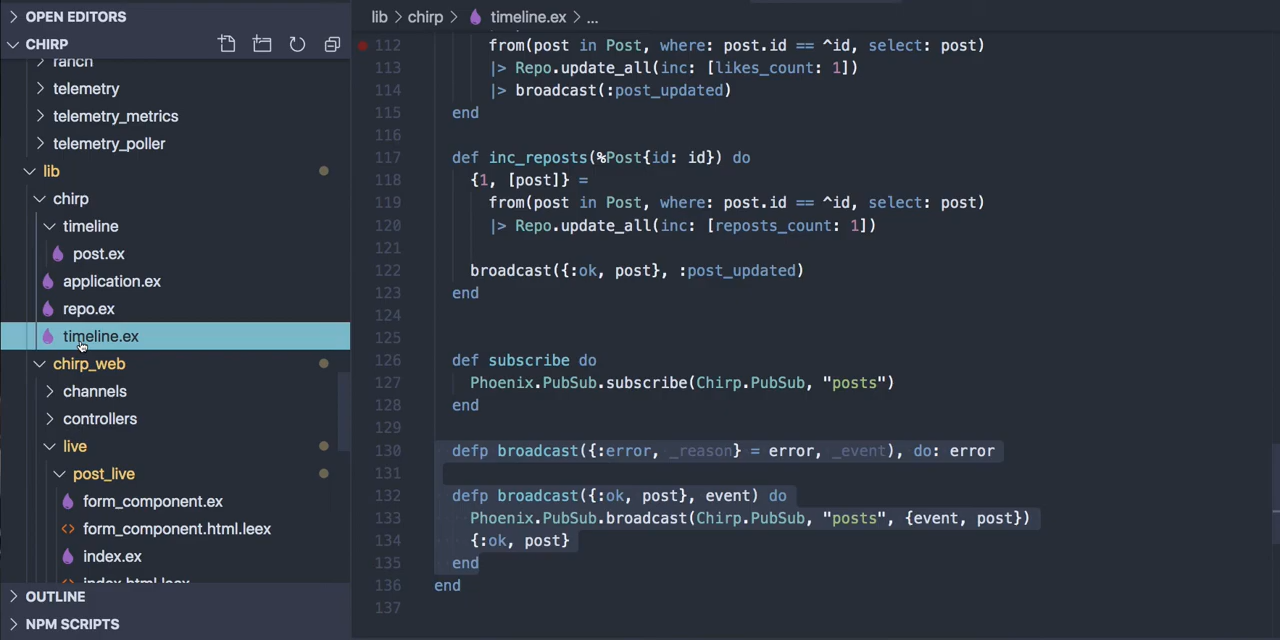 OPEN EDITORS
CHIRP
ranch
telemetry
telemetry_metrics
telemetry_poller
lib
chirp
timeline
post.ex
application.ex
repo.ex
timeline.ex
chirp_web
channels
controllers
live
post_live
form_component.ex
form_component.html.leex
index.ex
index.html.leex
OUTLINE
NPM SCRIPTS
lib > chirp > timeline.ex > ...
112 from(post in Post, where: post.id == ^id, select: post)
113 |> Repo.update_all(inc: [likes_count: 1])
114 |> broadcast(:post_updated)
115 end
116
117 def inc_reposts(%Post{id: id}) do
118 {1, [post]} =
119 from(post in Post, where: post.id == ^id, select: post)
120 |> Repo.update_all(inc: [reposts_count: 1])
121
122 broadcast({:ok, post}, :post_updated)
123 end
124
125
126 def subscribe do
127 Phoenix.PubSub.subscribe(Chirp.PubSub, "posts")
128 end
129
130 defp broadcast({:error, _reason} = error, _event), do: error
131
132 defp broadcast({:ok, post}, event) do
133 Phoenix.PubSub.broadcast(Chirp.PubSub, "posts", {event, post})
134 {:ok, post}
135 end
136 end
137